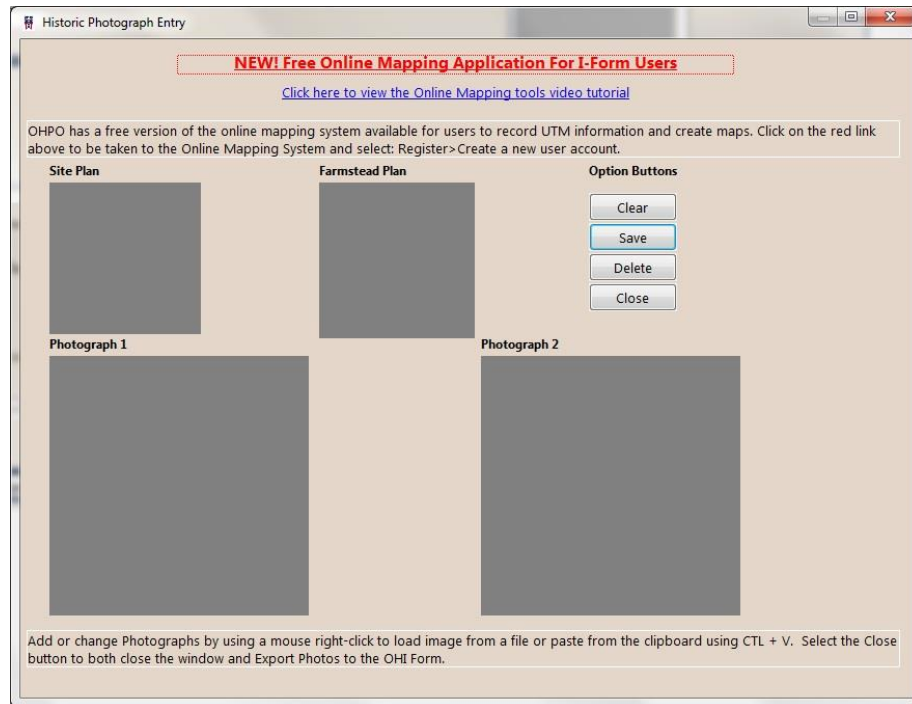 Historic Photograph Entry
NEW! Free Online Mapping Application For I-Form Users
Click here to view the Online Mapping tools video tutorial
OHPO has a free version of the online mapping system available for users to record UTM information and create maps. Click on the red link
above to be taken to the Online Mapping System and select: Register>Create a new user account.
Site Plan
Farmstead Plan
Option Buttons
Clear
Save
Delete
Close
Photograph 1
Photograph 2
Add or change Photographs by using a mouse right-click to load image from a file or paste from the clipboard using CTL + V.  Select the Close
button to both close the window and Export Photos to the OHI Form.